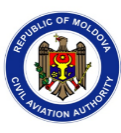 REPUBLIC OF MOLDOVA
CIVIL AVIATION AUTHORITY